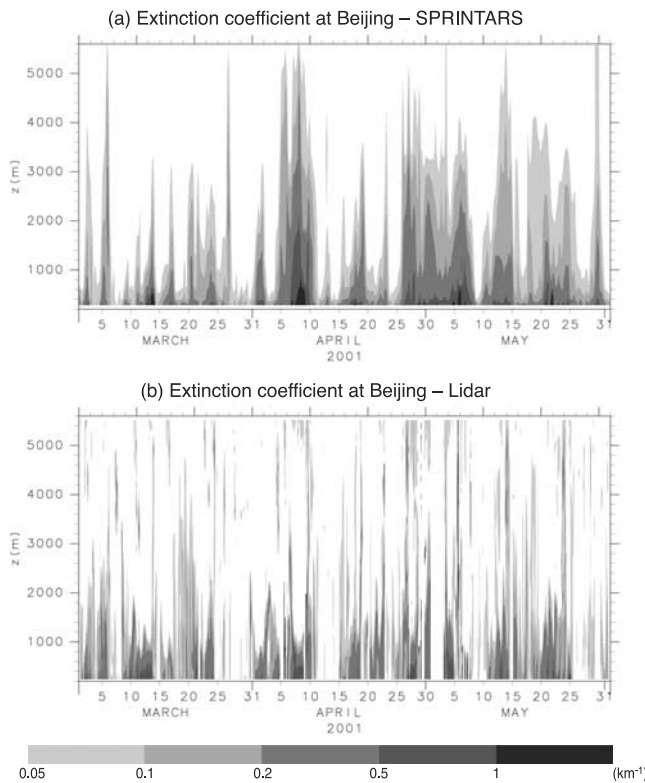 (a) Extinction coefficient at Beijing – SPRINTARS
5000
4000
3000
2000
1000
z(m)
5 10 15 20 25 31 5 10 15 20 25 30 5 10 15 20 25 31
MARCH APRIL MAY
2001
(b) Extinction coefficient at Beijing – Lidar
5000
4000
3000
2000
1000
z(m)
5 10 15 20 25 31 5 10 15 20 25 30 5 10 15 20 25 31
MARCH APRIL MAY
2001
0.05 0.1 0.2 0.5 1 (km⁻¹)